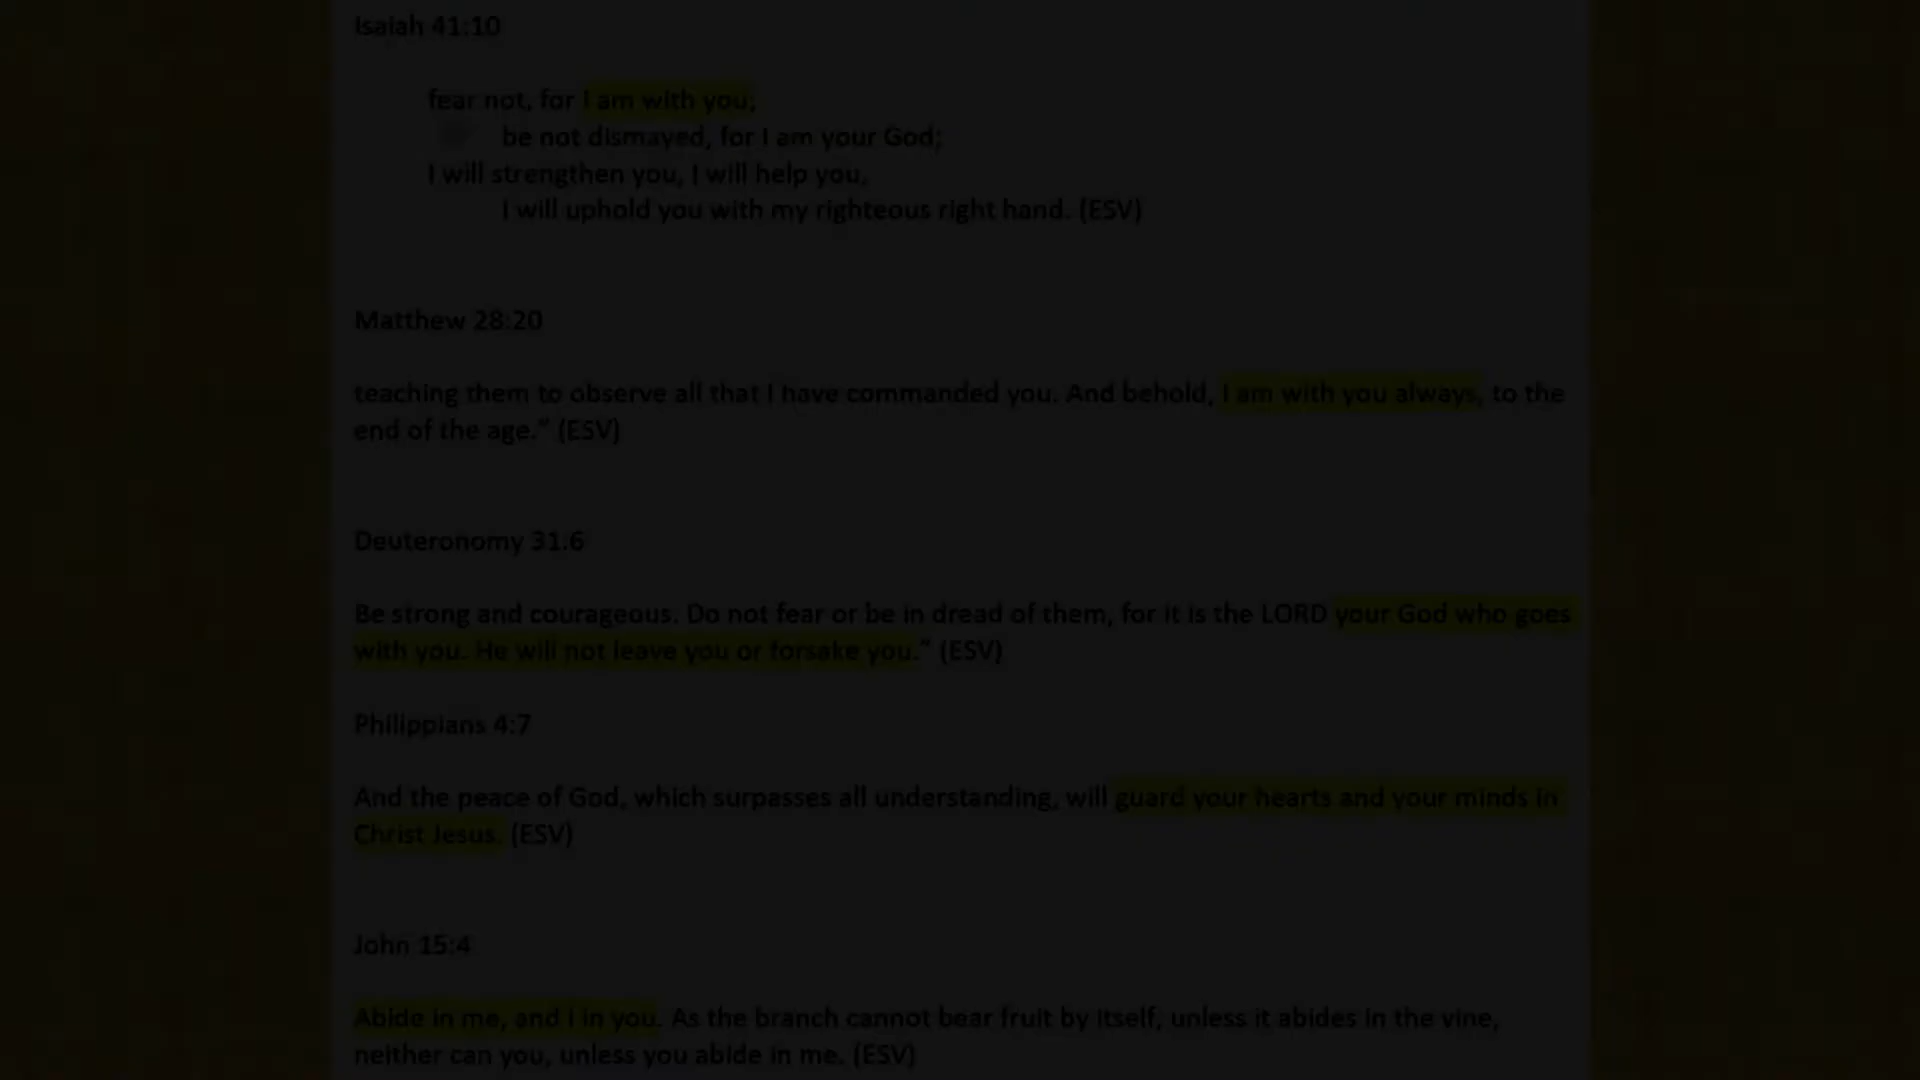 Isaiah 41:10
fear not, for I am with you;
be not dismayed, for I am your God;
I will strengthen you, I will help you,
I will uphold you with my righteous right hand. (ESV)
Matthew 28:20
teaching them to observe all that I have commanded you. And behold, I am with you always, to the
end of the age.” (ESV)
Deuteronomy 31:6
Be strong and courageous. Do not fear or be in dread of them, for it is the LORD your God who goes
with you. He will not leave you or forsake you.” (ESV)
Philippians 4:7
And the peace of God, which surpasses all understanding, will guard your hearts and your minds in
Christ Jesus. (ESV)
John 15:4
Abide in me, and I in you. As the branch cannot bear fruit by itself, unless it abides in the vine,
neither can you, unless you abide in me. (ESV)